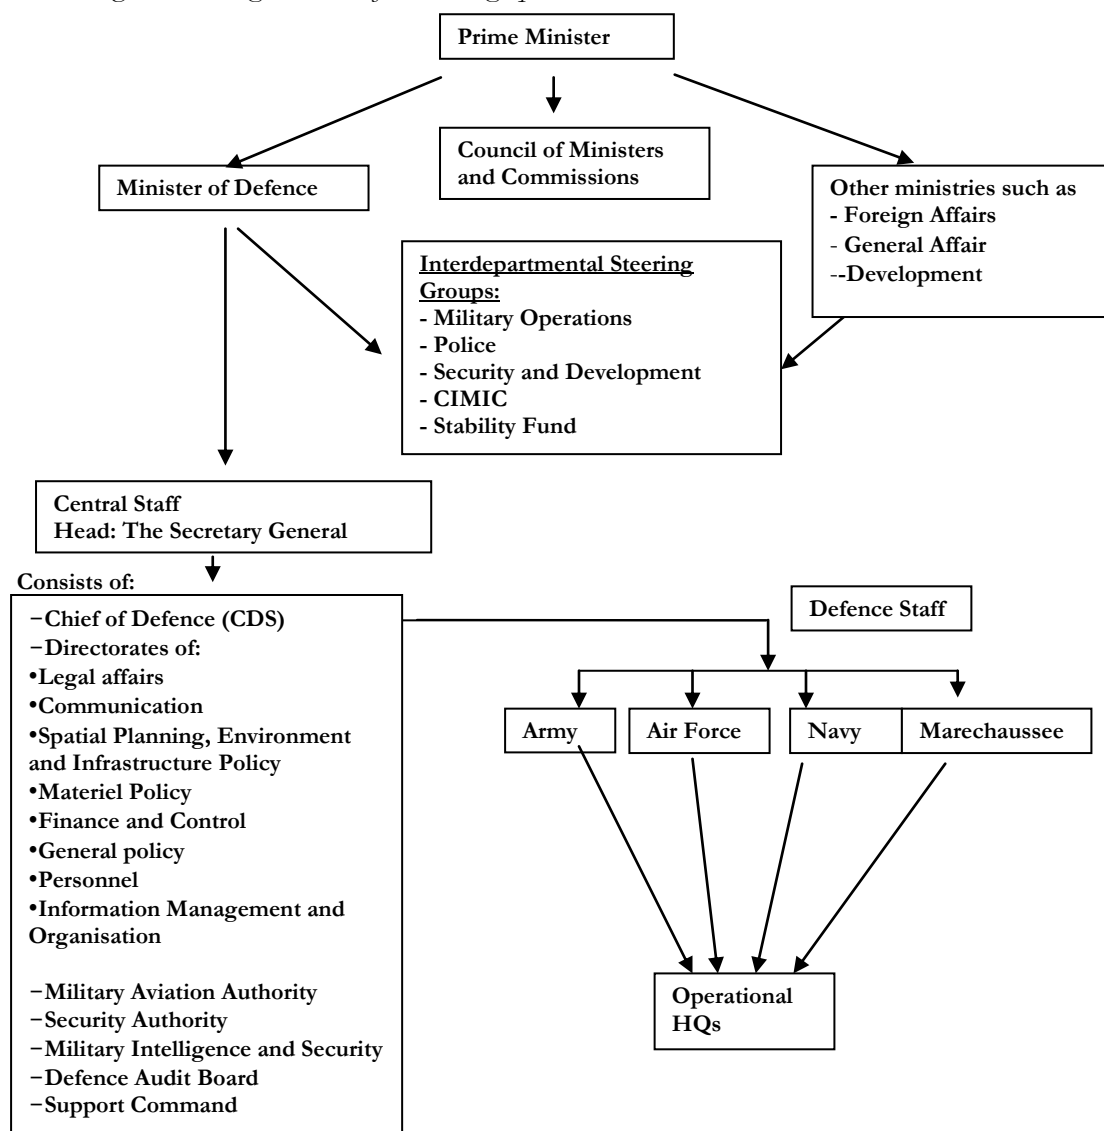 Prime Minister
Council of Ministers
and Commissions
Minister of Defence
Other ministries such as
- Foreign Affairs
- General Affair
--Development
Interdepartmental Steering
Groups:
- Military Operations
- Police
- Security and Development
- CIMIC
- Stability Fund
Central Staff
Head: The Secretary General
Consists of:
−Chief of Defence (CDS)
−Directorates of:
•Legal affairs
•Communication
•Spatial Planning, Environment
and Infrastructure Policy
•Materiel Policy
•Finance and Control
•General policy
•Personnel
•Information Management and
Organisation
−Military Aviation Authority
−Security Authority
−Military Intelligence and Security
−Defence Audit Board
−Support Command
Defence Staff
Army
Air Force
Navy
Marechaussee
Operational
HQs